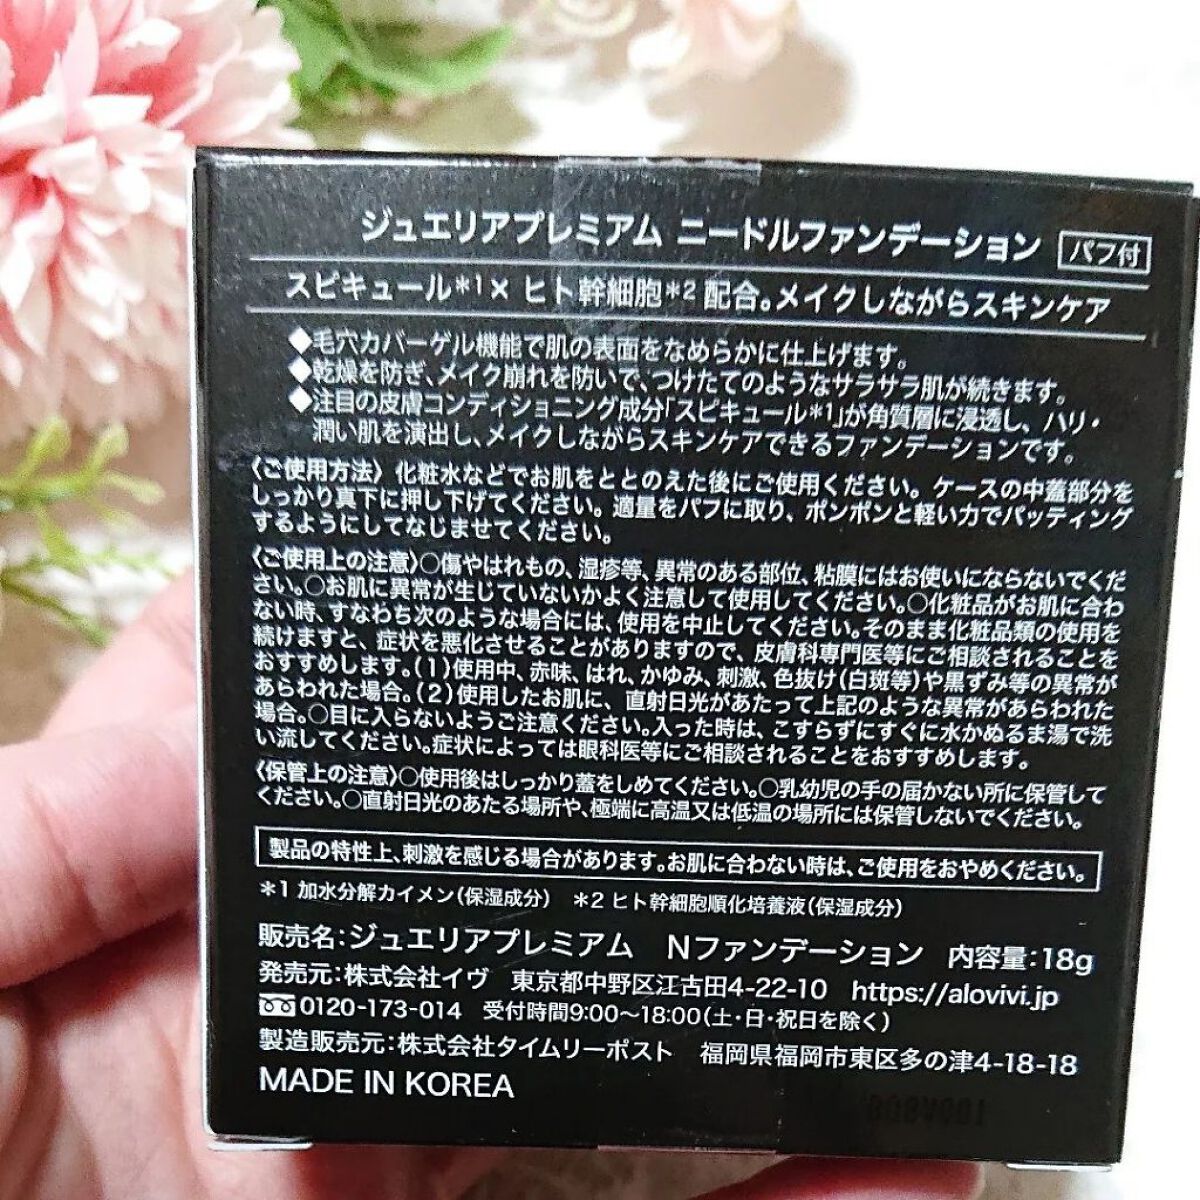 ジュエリアプレミアム ニードルファンデーション パフ付
スピキュール*1× ヒト幹細胞*2 配合。メイクしながらスキンケア
◆毛穴カバーゲル機能で肌の表面をなめらかに仕上げます。
◆乾燥を防ぎ、メイク崩れを防いで、つけたてのようなサラサラ肌が続きます。
◆注目の皮膚コンディショニング成分「スピキュール*1」が角質層に浸透し、ハリ・
潤い肌を演出し、メイクしながらスキンケアできるファンデーションです。
〈ご使用方法〉化粧水などでお肌をととのえた後にご使用ください。ケースの中蓋部分を
しっかり真下に押し下げてください。適量をパフに取り、ポンポンと軽い力でパッティング
するようにしてなじませてください。
〈ご使用上の注意〉○傷やはれもの、湿疹等、異常のある部位、粘膜にはお使いにならないでくだ
さい。○お肌に異常が生じていないかよく注意して使用してください。○化粧品がお肌に合わ
ない時、すなわち次のような場合には、使用を中止してください。そのまま化粧品類の使用を
続けますと、症状を悪化させることがありますので、皮膚科専門医等にご相談されることを
おすすめします。(1)使用中、赤味、はれ、かゆみ、刺激、色抜け(白斑等)や黒ずみ等の異常が
あらわれた場合。(2)使用したお肌に、直射日光があたって上記のような異常があらわれた
場合。○目に入らないようご注意ください。入った時は、こすらずにすぐに水かぬるま湯で洗
い流してください。症状によっては眼科医等にご相談されることをおすすめします。
〈保管上の注意〉○使用後はしっかり蓋をしめてください。○乳幼児の手の届かない所に保管して
ください。○直射日光のあたる場所や、極端に高温又は低温の場所には保管しないでください。
製品の特性上、刺激を感じる場合があります。お肌に合わない時は、ご使用をおやめください。
*1 加水分解カイメン(保湿成分) *2 ヒト幹細胞順化培養液(保湿成分)
販売名:ジュエリアプレミアム Nファンデーション 内容量:18g
発売元:株式会社イヴ 東京都中野区江古田4-22-10 https://alovivi.jp
0120-173-014 受付時間9:00〜18:00(土・日・祝日を除く)
製造販売元:株式会社タイムリーポスト 福岡県福岡市東区多の津4-18-18
MADE IN KOREA